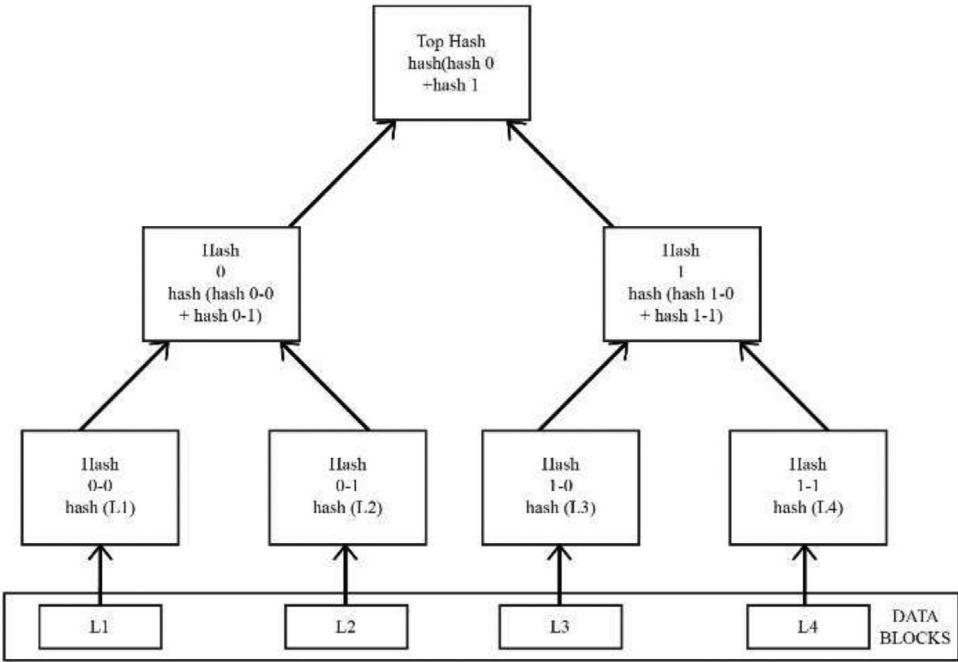 Top Hash
hash(hash 0
+hash 1
Hash
0
hash (hash 0-0
+ hash 0-1)
Hash
1
hash (hash 1-0
+ hash 1-1)
Hash
0-0
hash (L1)
Hash
0-1
hash (L2)
Hash
1-0
hash (L3)
Hash
1-1
hash (L4)
L1
L2
L3
L4
DATA
BLOCKS